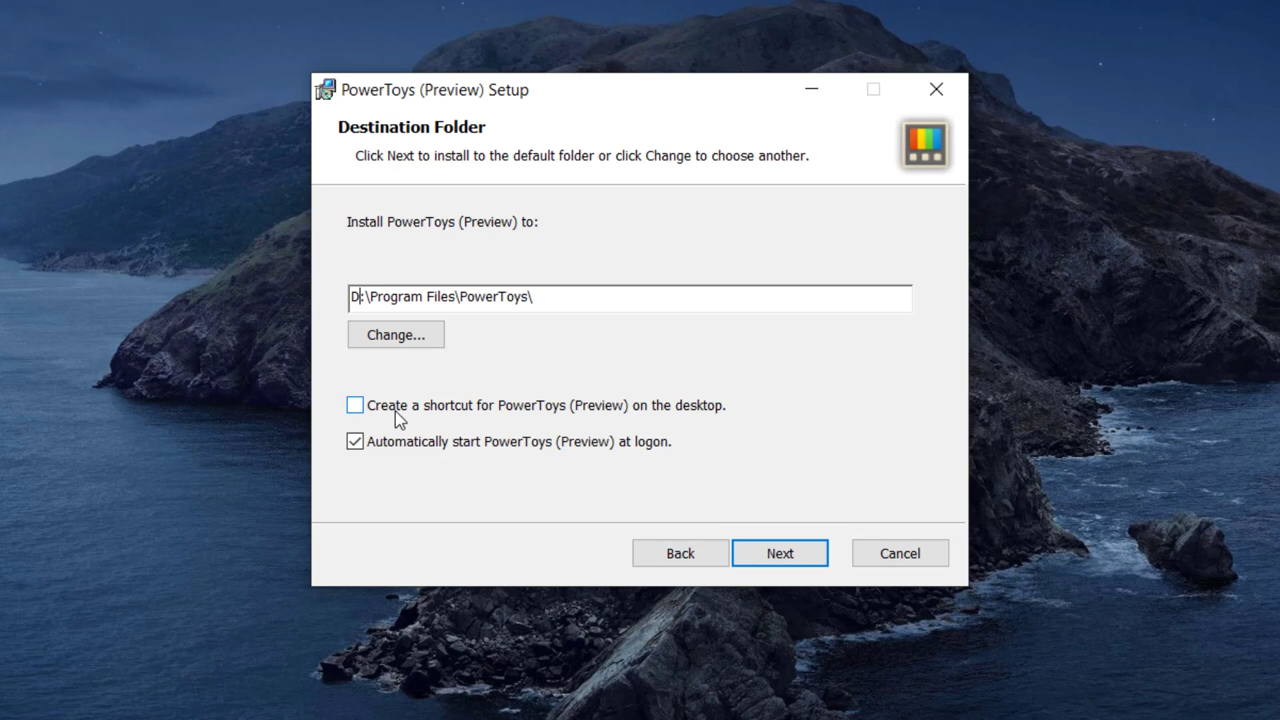 PowerToys (Preview) Setup
Destination Folder
Click Next to install to the default folder or click Change to choose another.
Install PowerToys (Preview) to:
D:\Program Files\PowerToys\
Change...
Create a shortcut for PowerToys (Preview) on the desktop.
Automatically start PowerToys (Preview) at logon.
Back Next Cancel